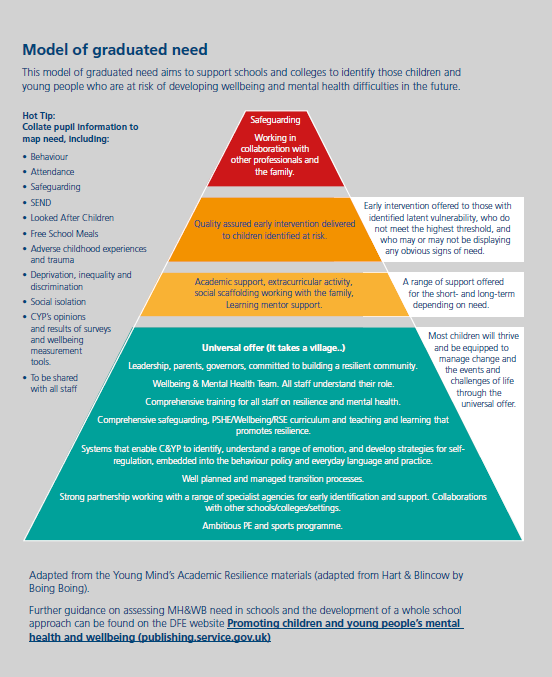 Model of graduated need
This model of graduated need aims to support schools and colleges to identify those children and
young people who are at risk of developing wellbeing and mental health difficulties in the future.
Hot Tip:
Collate pupil information to
map need, including:
• Behaviour
• Attendance
• Safeguarding
• SEND
• Looked After Children
• Free School Meals
• Adverse childhood experiences
and trauma
• Deprivation, inequality and
discrimination
• Social isolation
• CYP's opinions
and results of surveys
and wellbeing
measurement
tools.
• To be shared
with all staff
Safeguarding
Working in
collaboration with
other professionals and
the family.
Quality assured early intervention delivered
to children identified at risk.
Early intervention offered to those with
identified latent vulnerability, who do
not meet the highest threshold, and
who may or may not be displaying
any obvious signs of need.
Academic support, extracurricular activity,
social scaffolding working with the family,
Learning mentor support.
A range of support offered
for the short- and long-term
depending on need.
Universal offer (It takes a village..)
Leadership, parents, governors, committed to building a resilient community.
Wellbeing & Mental Health Team. All staff understand their role.
Comprehensive training for all staff on resilience and mental health.
Comprehensive safeguarding, PSHE/Wellbeing/RSE curriculum and teaching and learning that
promotes resilience.
Systems that enable C&YP to identify, understand a range of emotion, and develop strategies for self-
regulation, embedded into the behaviour policy and everyday language and practice.
Well planned and managed transition processes.
Strong partnership working with a range of specialist agencies for early identification and support. Collaborations
with other schools/colleges/settings.
Ambitious PE and sports programme.
Most children will thrive
and be equipped to
manage change and
the events and
challenges of life
through the
universal offer.
Adapted from the Young Mind's Academic Resilience materials (adapted from Hart & Blincow by
Boing Boing).
Further guidance on assessing MH&WB need in schools and the development of a whole school
approach can be found on the DFE website Promoting children and young people's mental
health and wellbeing (publishing.service.gov.uk)